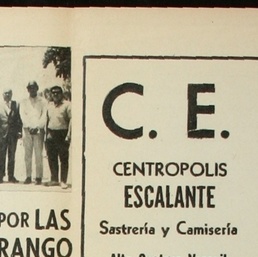 C. E.
CENTROPOLIS
ESCALANTE
Sastrería y Camisería
POR LAS
RANGO